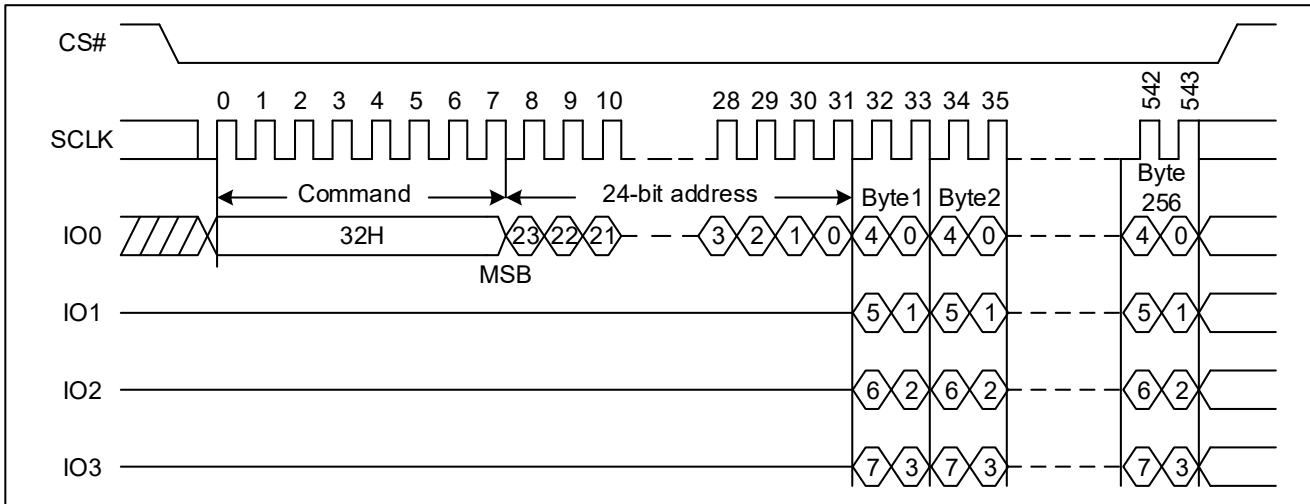 CS#
0 1 2 3 4 5 6 7 8 9 10 28 29 30 31 32 33 34 35 542 543
SCLK
Command 24-bit address Byte1 Byte2 Byte
256
IO0 32H 23 22 21 3 2 1 0 4 0 4 0 4 0
MSB
IO1 5 1 5 1 5 1
IO2 6 2 6 2 6 2
IO3 7 3 7 3 7 3